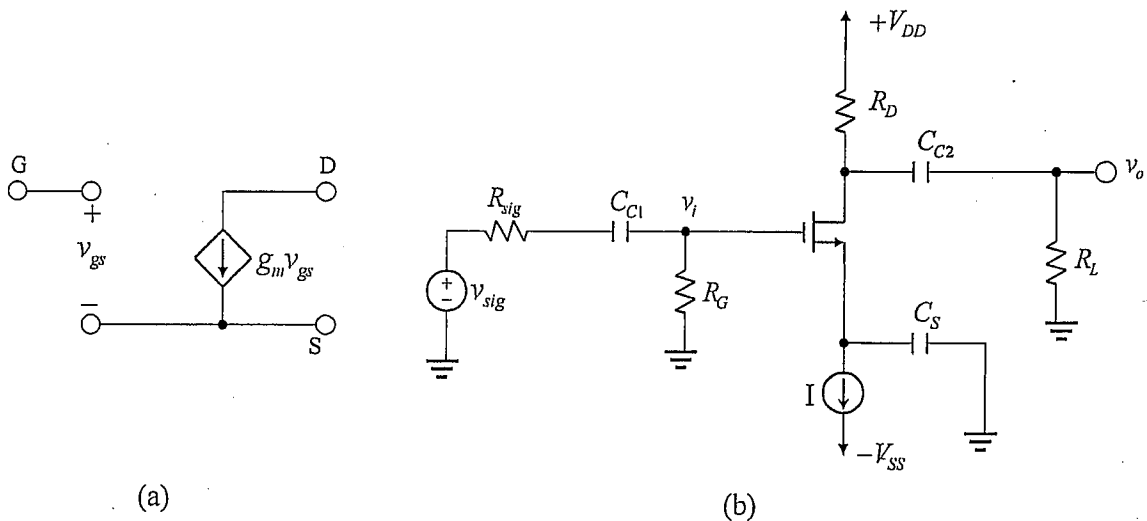 G
D
+
v_gs
g_m v_gs
−
S
(a)
+V_DD
R_D
C_C2
v_o
R_sig
C_C1
v_i
+
−
v_sig
R_G
R_L
C_S
I
−V_SS
(b)